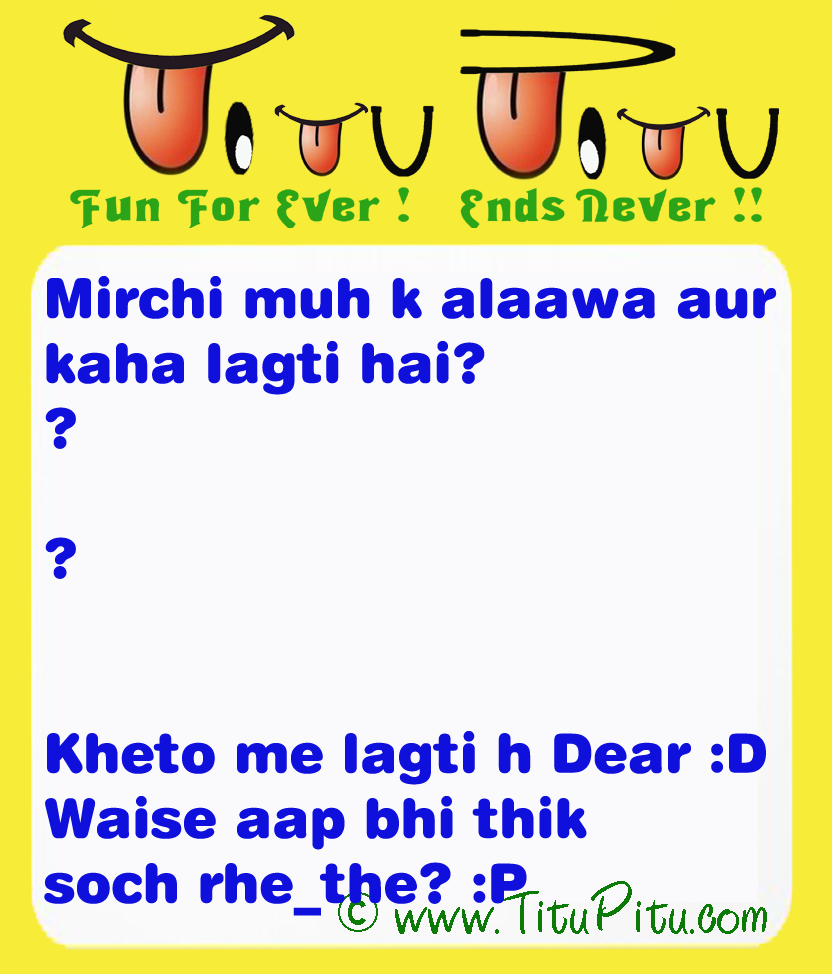 Titu Pitu
Fun For Ever ! Ends Never !!
Mirchi muh k alaawa aur
kaha lagti hai?
?
?
Kheto me lagti h Dear :D
Waise aap bhi thik
soch rhe_the? :P
© www.TituPitu.com